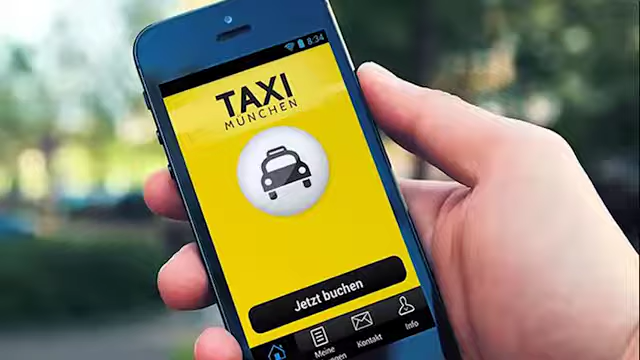 8:34
TAXI
MÜNCHEN
Jetzt buchen
Meine
Kontakt
Info